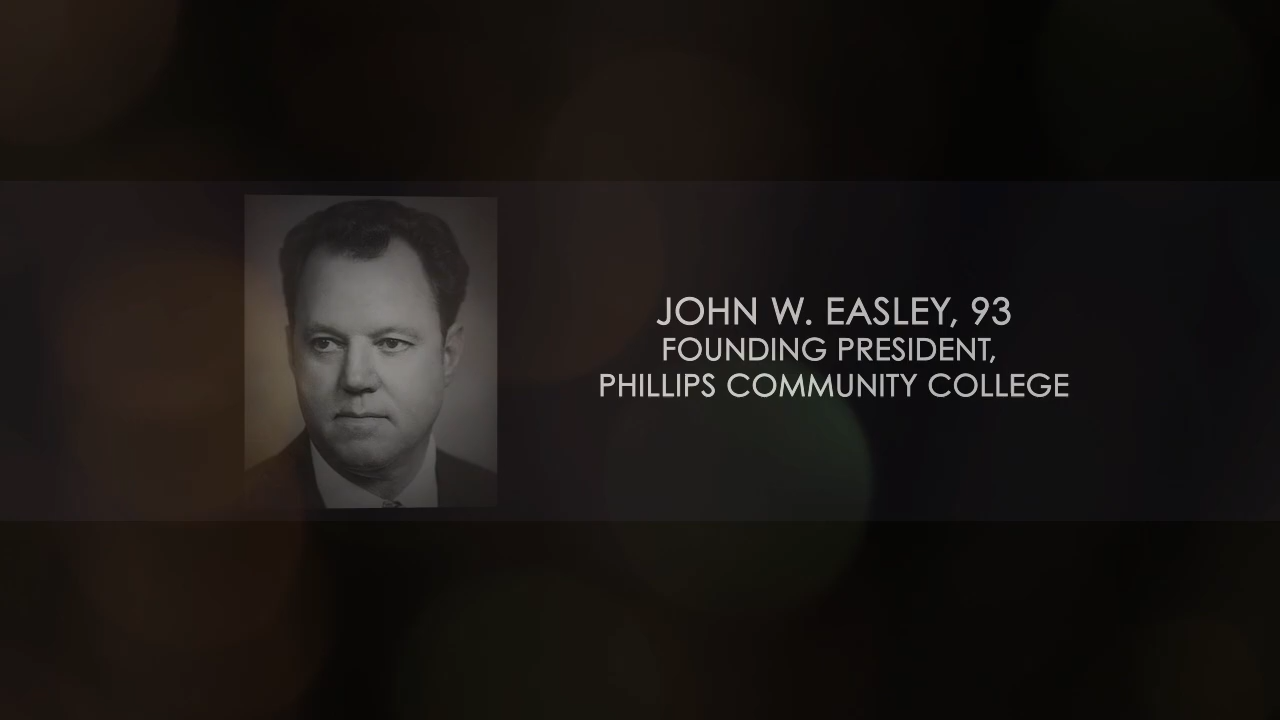 JOHN W. EASLEY, 93
FOUNDING PRESIDENT,
PHILLIPS COMMUNITY COLLEGE